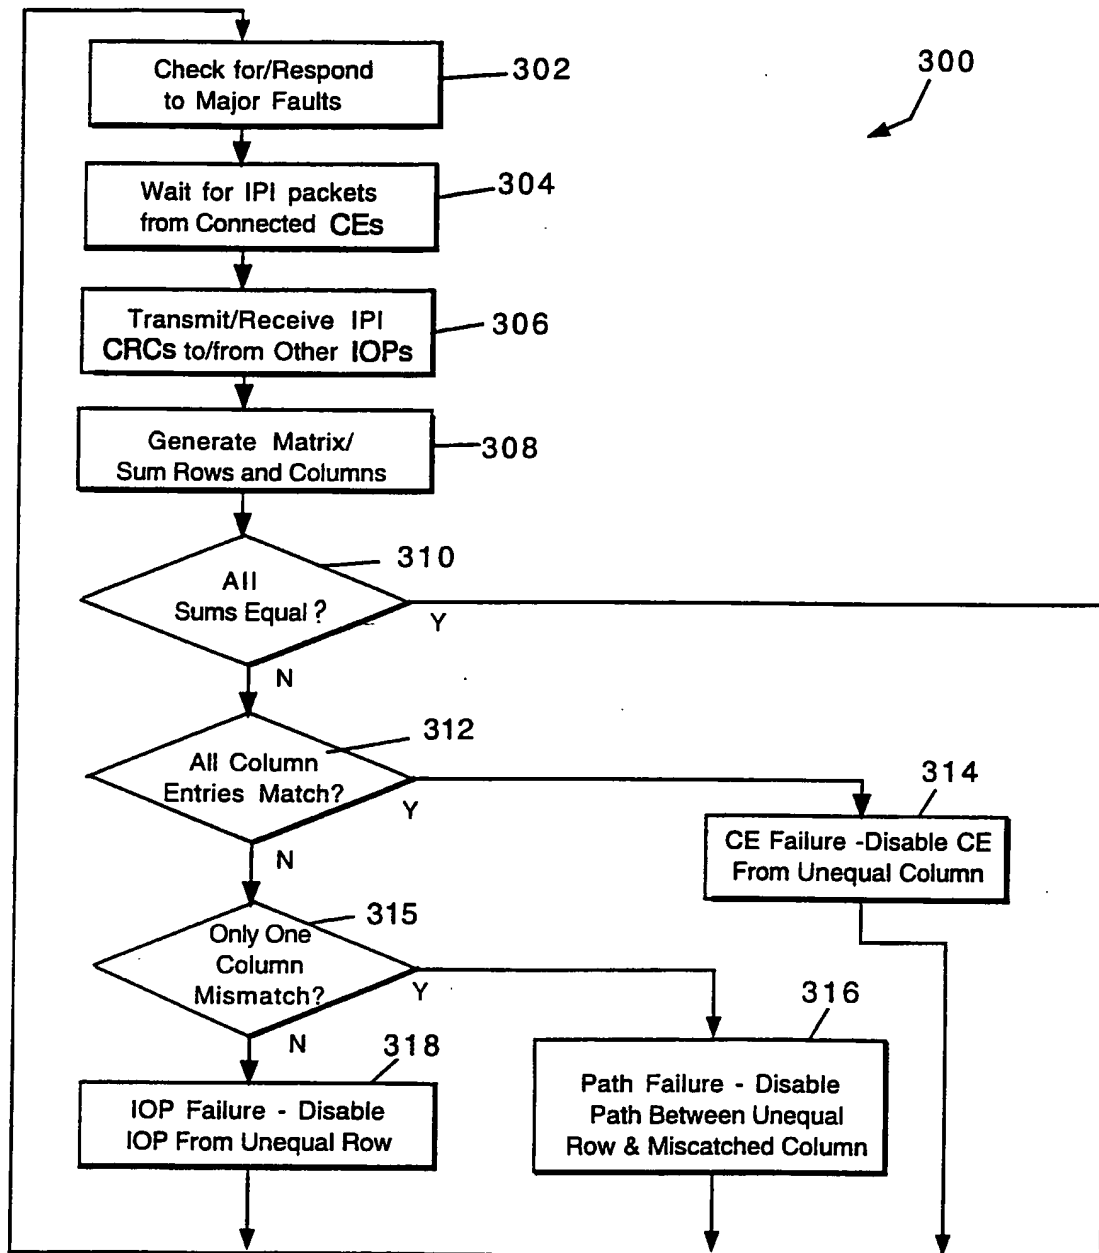 Check for/Respond
to Major Faults
302
300
Wait for IPI packets
from Connected CEs
304
Transmit/Receive IPI
CRCs to/from Other IOPs
306
Generate Matrix/
Sum Rows and Columns
308
310
All
Sums Equal?
Y
N
312
All Column
Entries Match?
Y
N
314
CE Failure -Disable CE
From Unequal Column
315
Only One
Column
Mismatch?
Y
N
316
Path Failure - Disable
Path Between Unequal
Row & Miscatched Column
318
IOP Failure - Disable
IOP From Unequal Row